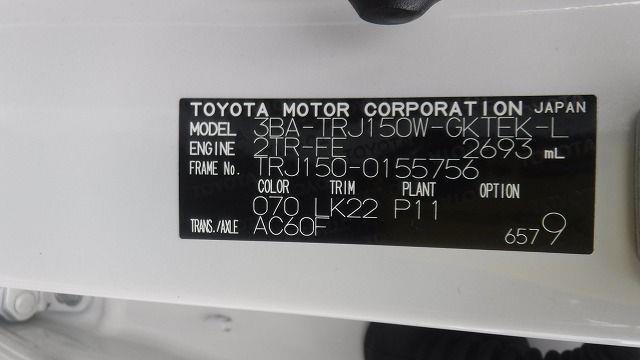 TOYOTA MOTOR CORPORATION JAPAN
MODEL 3BA-TRJ150W-GKTEK-L
ENGINE 2TR-FE 2693 mL
FRAME No. TRJ150-0155756
COLOR TRIM PLANT OPTION
070 LK22 P11
TRANS./AXLE AC60F
6579